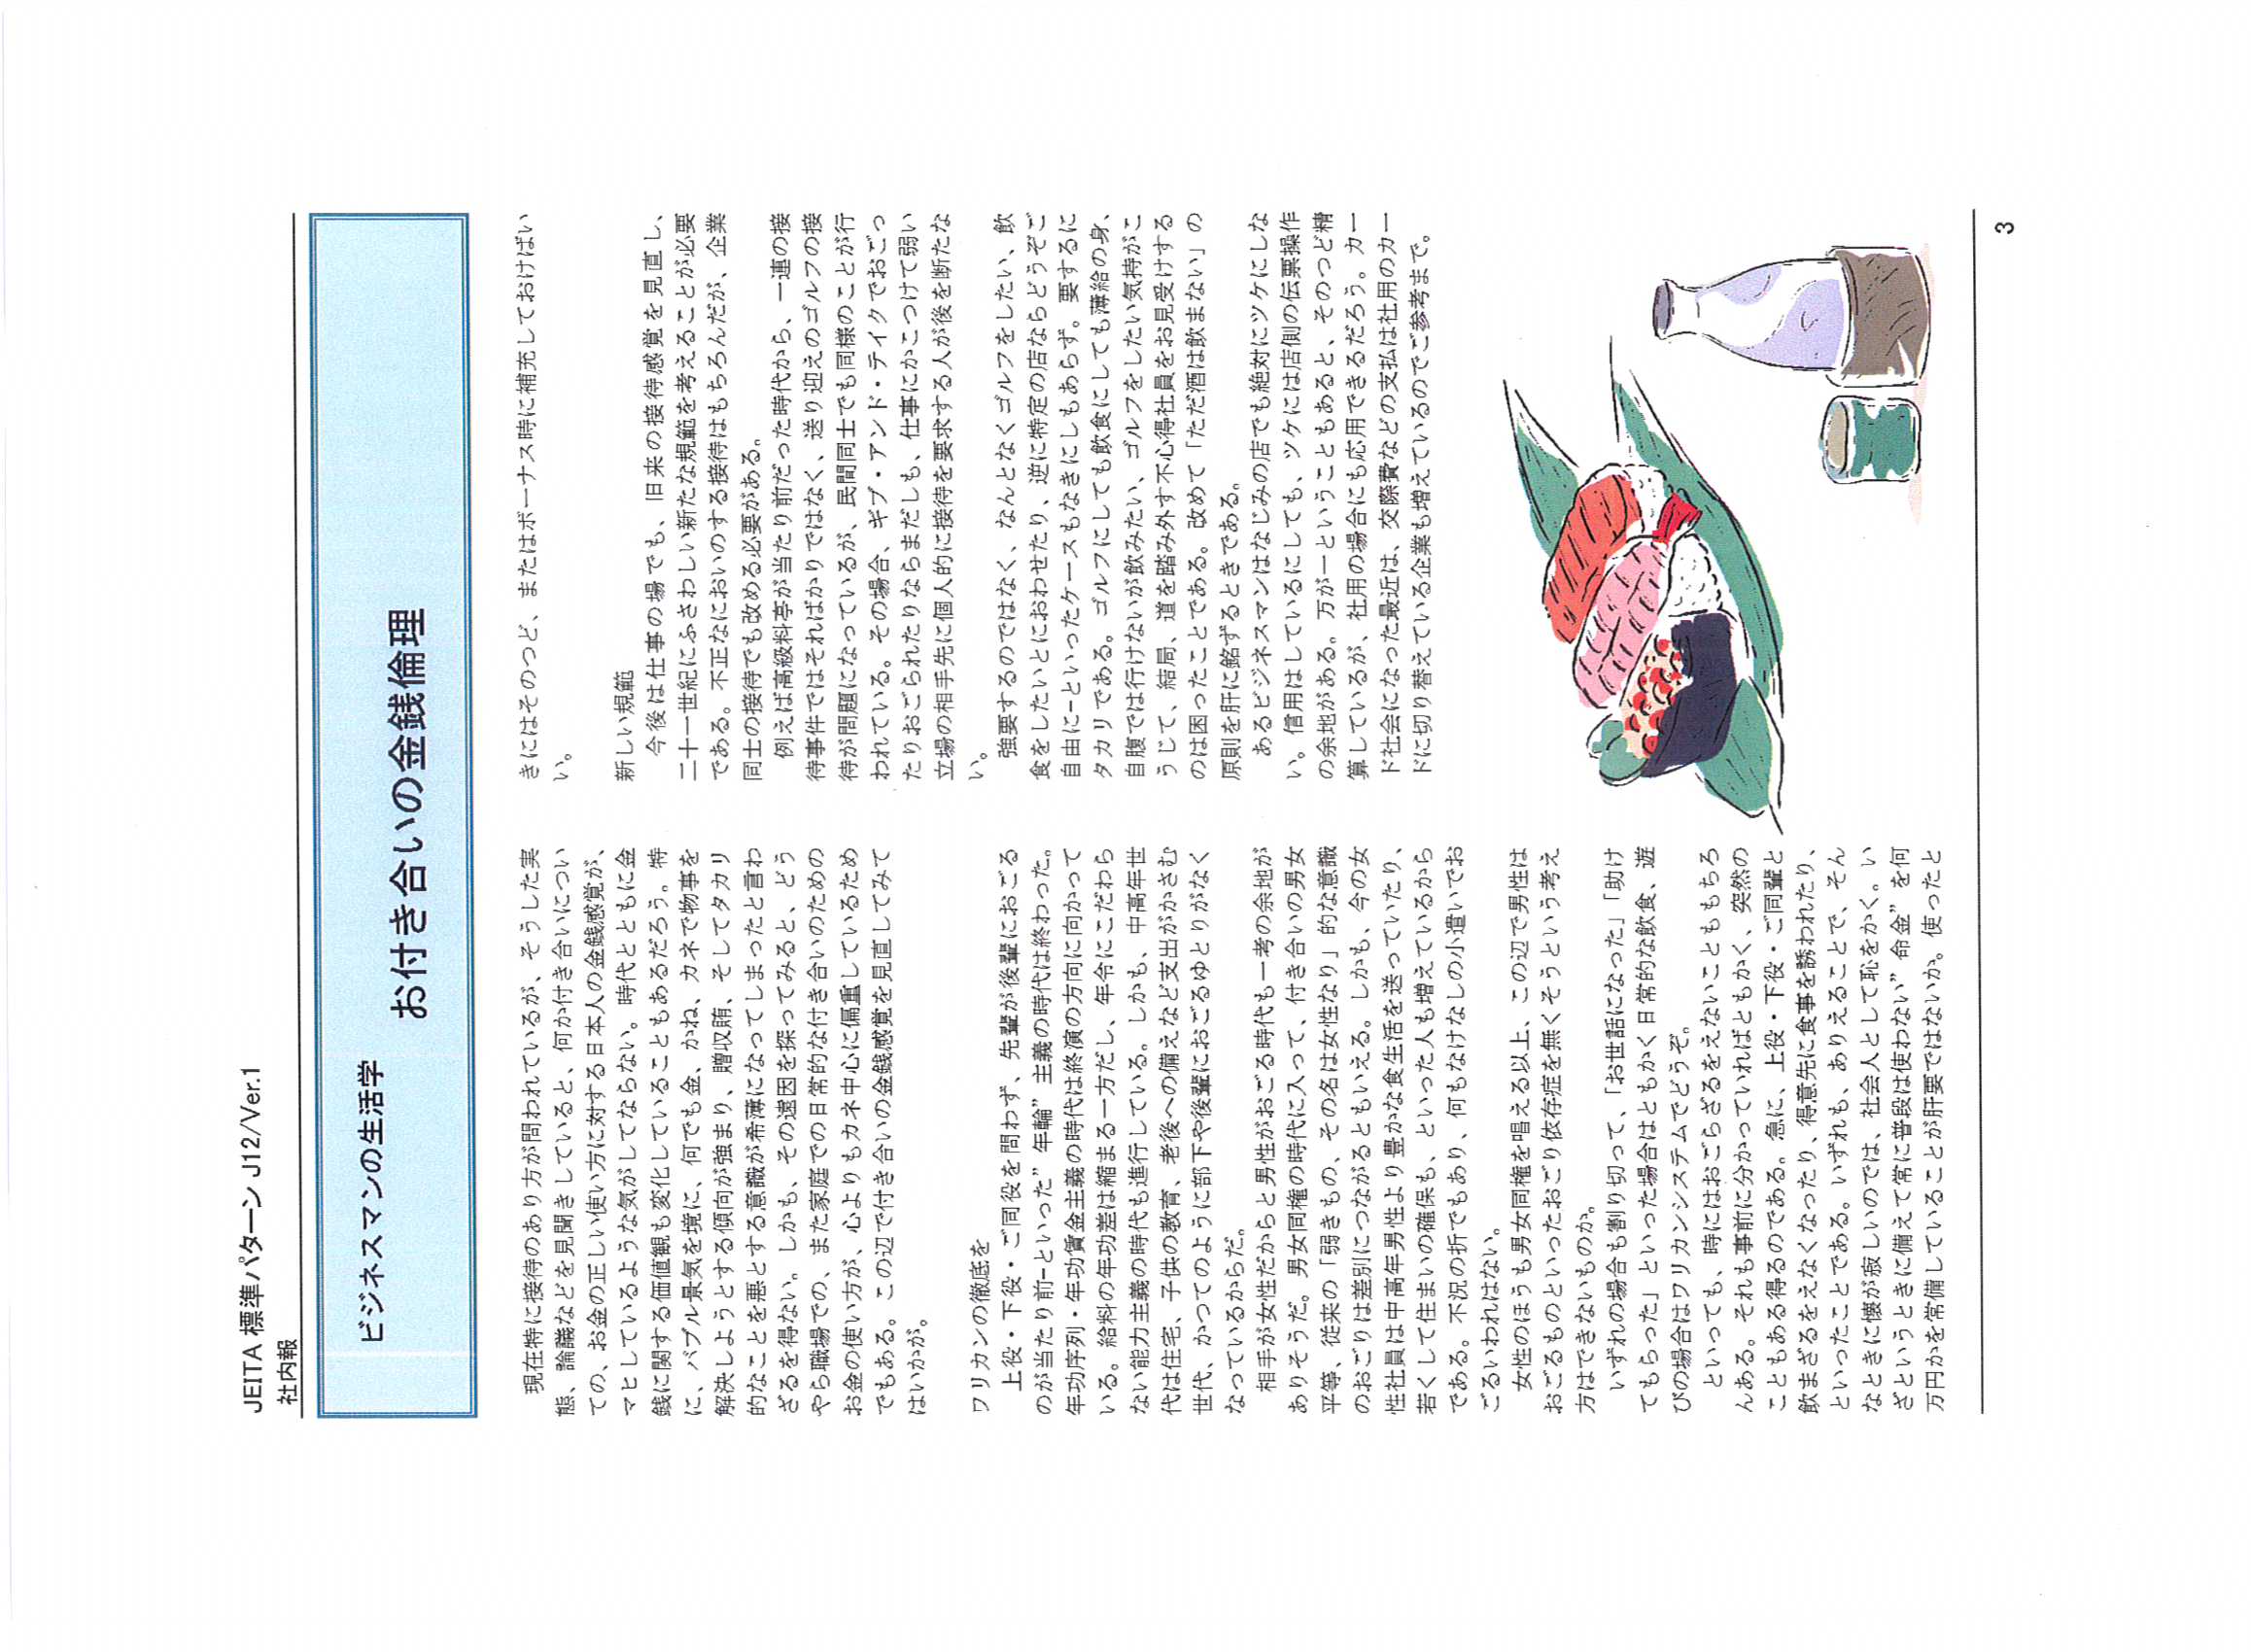 JEITA 標準パターン J12/Ver.1
社内報
ビジネスマンの生活学
お付き合いの金銭倫理
現在特に接待のあり方が問われているが、そうした実
態、論議などを見聞きしていると、何か付き合いについ
ての、お金の正しい使い方に対する日本人の金銭感覚が、
マヒとしているような気がしてならない。時代とともに金
銭に関する価値観も変化していることもあるだろう。特
に、バブル景気を境に、何でも金、かね、カネで物事を
解決しようとする傾向が強まり、贈収賄、そしてタカリ
的なことを悪とする意識が希薄になってしまったと言わ
ざるを得ない。しかも、その遠因を探ってみると、どう
やら職場での、また家庭での日常的な付き合いのための
お金の使い方が、心よりもカネ中心に偏重しているため
でもある。この辺で付き合いの金銭感覚を見直してみて
はいかが。
ワリカンの徹底を
上役・下役・ご同役を問わず、先輩が後輩におごる
のが当たり前−といった”年輪”主義の時代は終わった。
年功序列・年功賃金主義の時代は終演の方向に向かって
いる。給料の年功差は縮まる一方だし、年令にこだわら
ない能力主義の時代も進行している。しかも、中高年世
代は住宅、子供の教育、老後への備えなど支出がかさむ
世代、かつてのように部下や後輩におごるゆとりがなく
なっているからだ。
相手が女性だからと男性がおごる時代も一考の余地が
ありそうだ。男女同権の時代に入って、付き合いの男女
平等、従来の「弱きもの、その名は女性なり」的な意識
のおごりは差別につながるともいえる。しかも、今の女
性社員は中高年男性より豊かな食生活を送っていたり、
若くして住まいの確保も、といった人も増えているから
である。不況の折でもあり、何もなけなしの小遣いでお
ごるいわれはない。
女性のほうも男女同権を唱える以上、この辺で男性は
おごるものといったおごり依存症を無くそうという考え
方はできないものか。
いずれの場合も割り切って、「お世話になった」「助け
てもらった」といった場合はともかく日常的な飲食、遊
びの場合はワリカンシステムでどうぞ。
といっても、時にはおごらざるをえないことももちろ
んある。それも事前に分かっていればともかく、突然の
こともある得るのである。急に、上役・下役・ご同輩と
飲まざるをえなくなったり、得意先に食事を誘われたり、
といったことである。いずれも、ありえることで、そん
なときに懐が寂しいのでは、社会人として恥をかく。い
ざというときに備えて常に普段は使わない”命金”を何
万円かを常備していることが肝要ではないか。使ったと
きにはそのつど、またはボーナス時に補充しておけばい
い。
新しい規範
今後は仕事の場でも、旧来の接待感覚を見直し、
二十一世紀にふさわしい新たな規範を考えることが必要
である。不正なにおいのする接待はもちろんだが、企業
同士の接待でも改める必要がある。
例えば高級料亭が当たり前だった時代から、一連の接
待事件ではそればかりではなく、送り迎えのゴルフの接
待が問題になっているが、民間同士でも同様のことが行
われている。その場合、ギブ・アンド・テイクでおごっ
たりおごられたりならまだしも、仕事にかこつけて弱い
立場の相手先に個人的に接待を要求する人が後を断たな
い。
強要するのではなく、なんとなくゴルフをしたい、飲
食をしたいとにおわせたり、逆に特定の店ならどうぞご
自由に−といったケースもなきにしもあらず。要するに
タカリである。ゴルフにしても飲食にしても薄給の身、
自腹では行けないが飲みたい、ゴルフをしたい気持がこ
うじて、結局、道を踏み外す不心得社員をお見受けする
のは困ったことである。改めて「ただ酒は飲まない」の
原則を肝に銘ずるときである。
あるビジネスマンはなじみの店でも絶対にツケにしな
い。信用はしているにしても、ツケには店側の伝票操作
の余地がある。万が一ということもあると、そのつど精
算しているが、社用の場合にも応用できるだろう。カー
ド社会になった最近は、交際費などの支払は社用のカー
ドに切り替えている企業も増えているのでご参考まで。
3